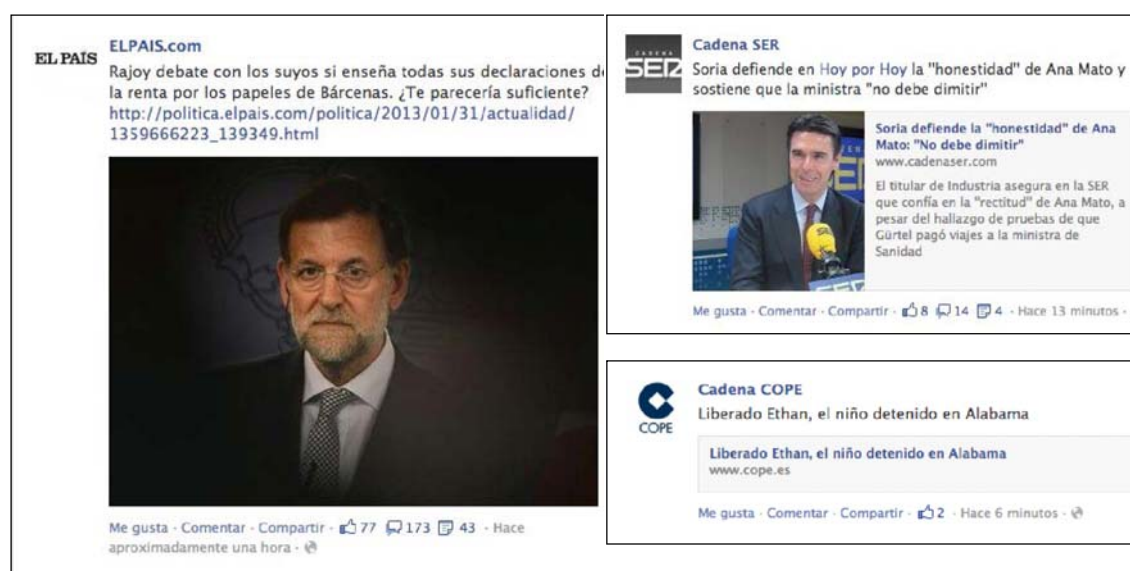 EL PAÍS
ELPAIS.com
Rajoy debate con los suyos si enseña todas sus declaraciones de
la renta por los papeles de Bárcenas. ¿Te parecería suficiente?
http://politica.elpais.com/politica/2013/01/31/actualidad/
1359666223_139349.html
Me gusta · Comentar · Compartir · 77 173 43 · Hace
aproximadamente una hora ·
CADENA
SER
Cadena SER
Soria defiende en Hoy por Hoy la "honestidad" de Ana Mato y
sostiene que la ministra "no debe dimitir"
Soria defiende la "honestidad" de Ana
Mato: "No debe dimitir"
www.cadenaser.com
El titular de Industria asegura en la SER
que confía en la "rectitud" de Ana Mato, a
pesar del hallazgo de pruebas de que
Gürtel pagó viajes a la ministra de
Sanidad
Me gusta · Comentar · Compartir · 8 14 4 · Hace 13 minutos ·
COPE
Cadena COPE
Liberado Ethan, el niño detenido en Alabama
Liberado Ethan, el niño detenido en Alabama
www.cope.es
Me gusta · Comentar · Compartir · 2 · Hace 6 minutos ·